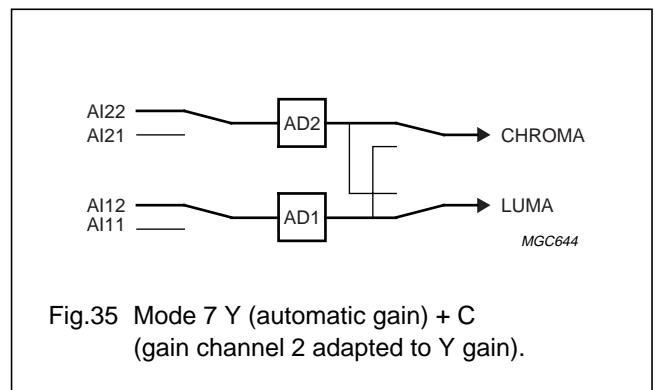 AI22
AI21
AD2
CHROMA
AI12
AI11
AD1
LUMA
MGC644
Fig.35 Mode 7 Y (automatic gain) + C
(gain channel 2 adapted to Y gain).